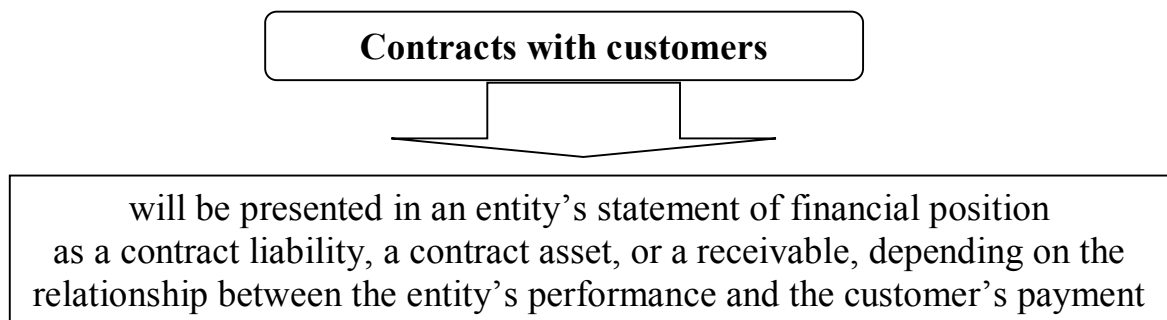 Contracts with customers
will be presented in an entity’s statement of financial position
as a contract liability, a contract asset, or a receivable, depending on the
relationship between the entity’s performance and the customer’s payment